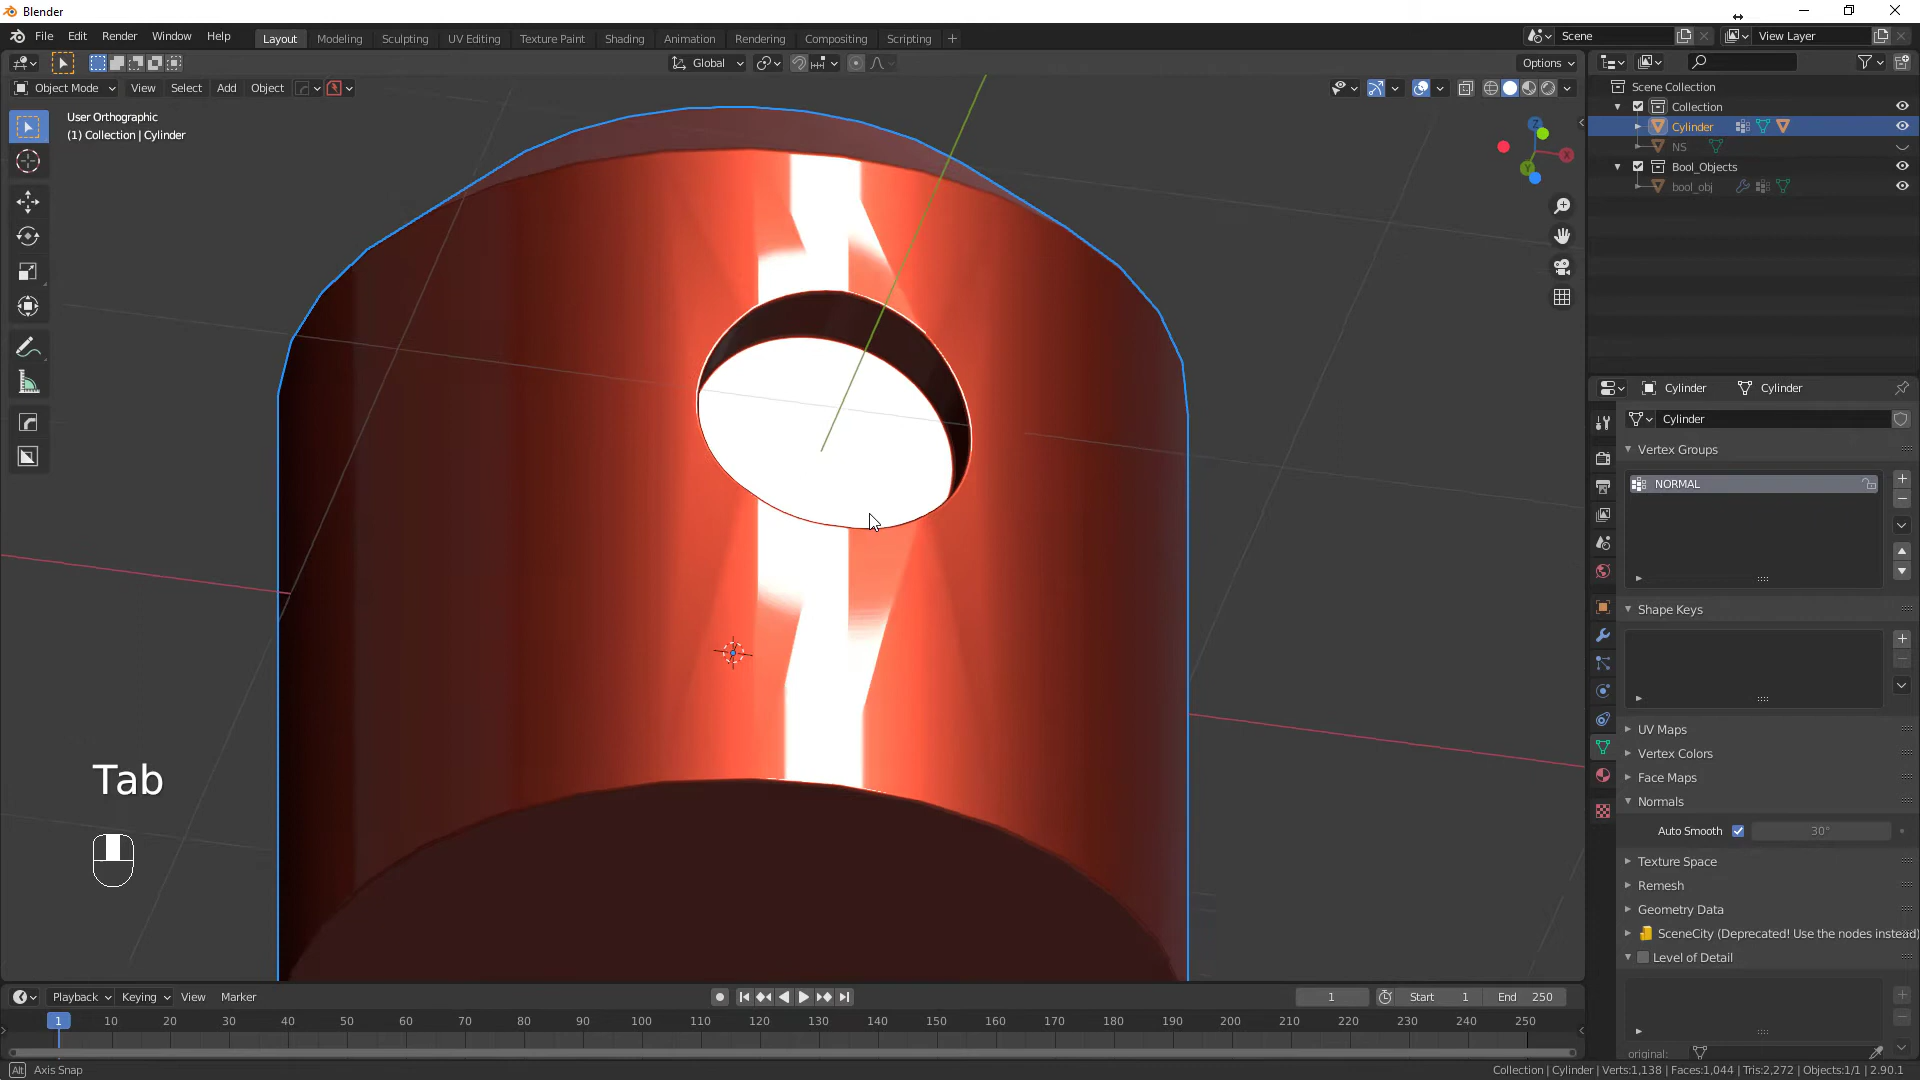 Blender
File Edit Render Window Help
Layout Modeling Sculpting UV Editing Texture Paint Shading Animation Rendering Compositing Scripting +
Scene
View Layer
Global
Options
Object Mode View Select Add Object
User Orthographic
(1) Collection | Cylinder
Scene Collection
Collection
Cylinder
NS
Bool_Objects
bool_obj
Z
X
Y
Cylinder Cylinder
Cylinder
Vertex Groups
NORMAL
Shape Keys
UV Maps
Vertex Colors
Face Maps
Normals
Auto Smooth 30°
Texture Space
Remesh
Geometry Data
SceneCity (Deprecated! Use the nodes instead)
Level of Detail
original:
Tab
Playback Keying View Marker
1 Start 1 End 250
1 10 20 30 40 50 60 70 80 90 100 110 120 130 140 150 160 170 180 190 200 210 220 230 240 250
Alt Axis Snap
Collection | Cylinder | Verts:1,138 | Faces:1,044 | Tris:2,272 | Objects:1/1 | 2.90.1